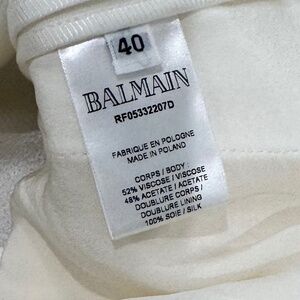 40
BALMAIN
RF05332207D
FABRIQUE EN POLOGNE
MADE IN POLAND
CORPS / BODY :
52% VISCOSE / VISCOSE
48% ACETATE / ACETATE
DOUBLURE CORPS /
DOUBLURE LINING
100% SOIE / SILK